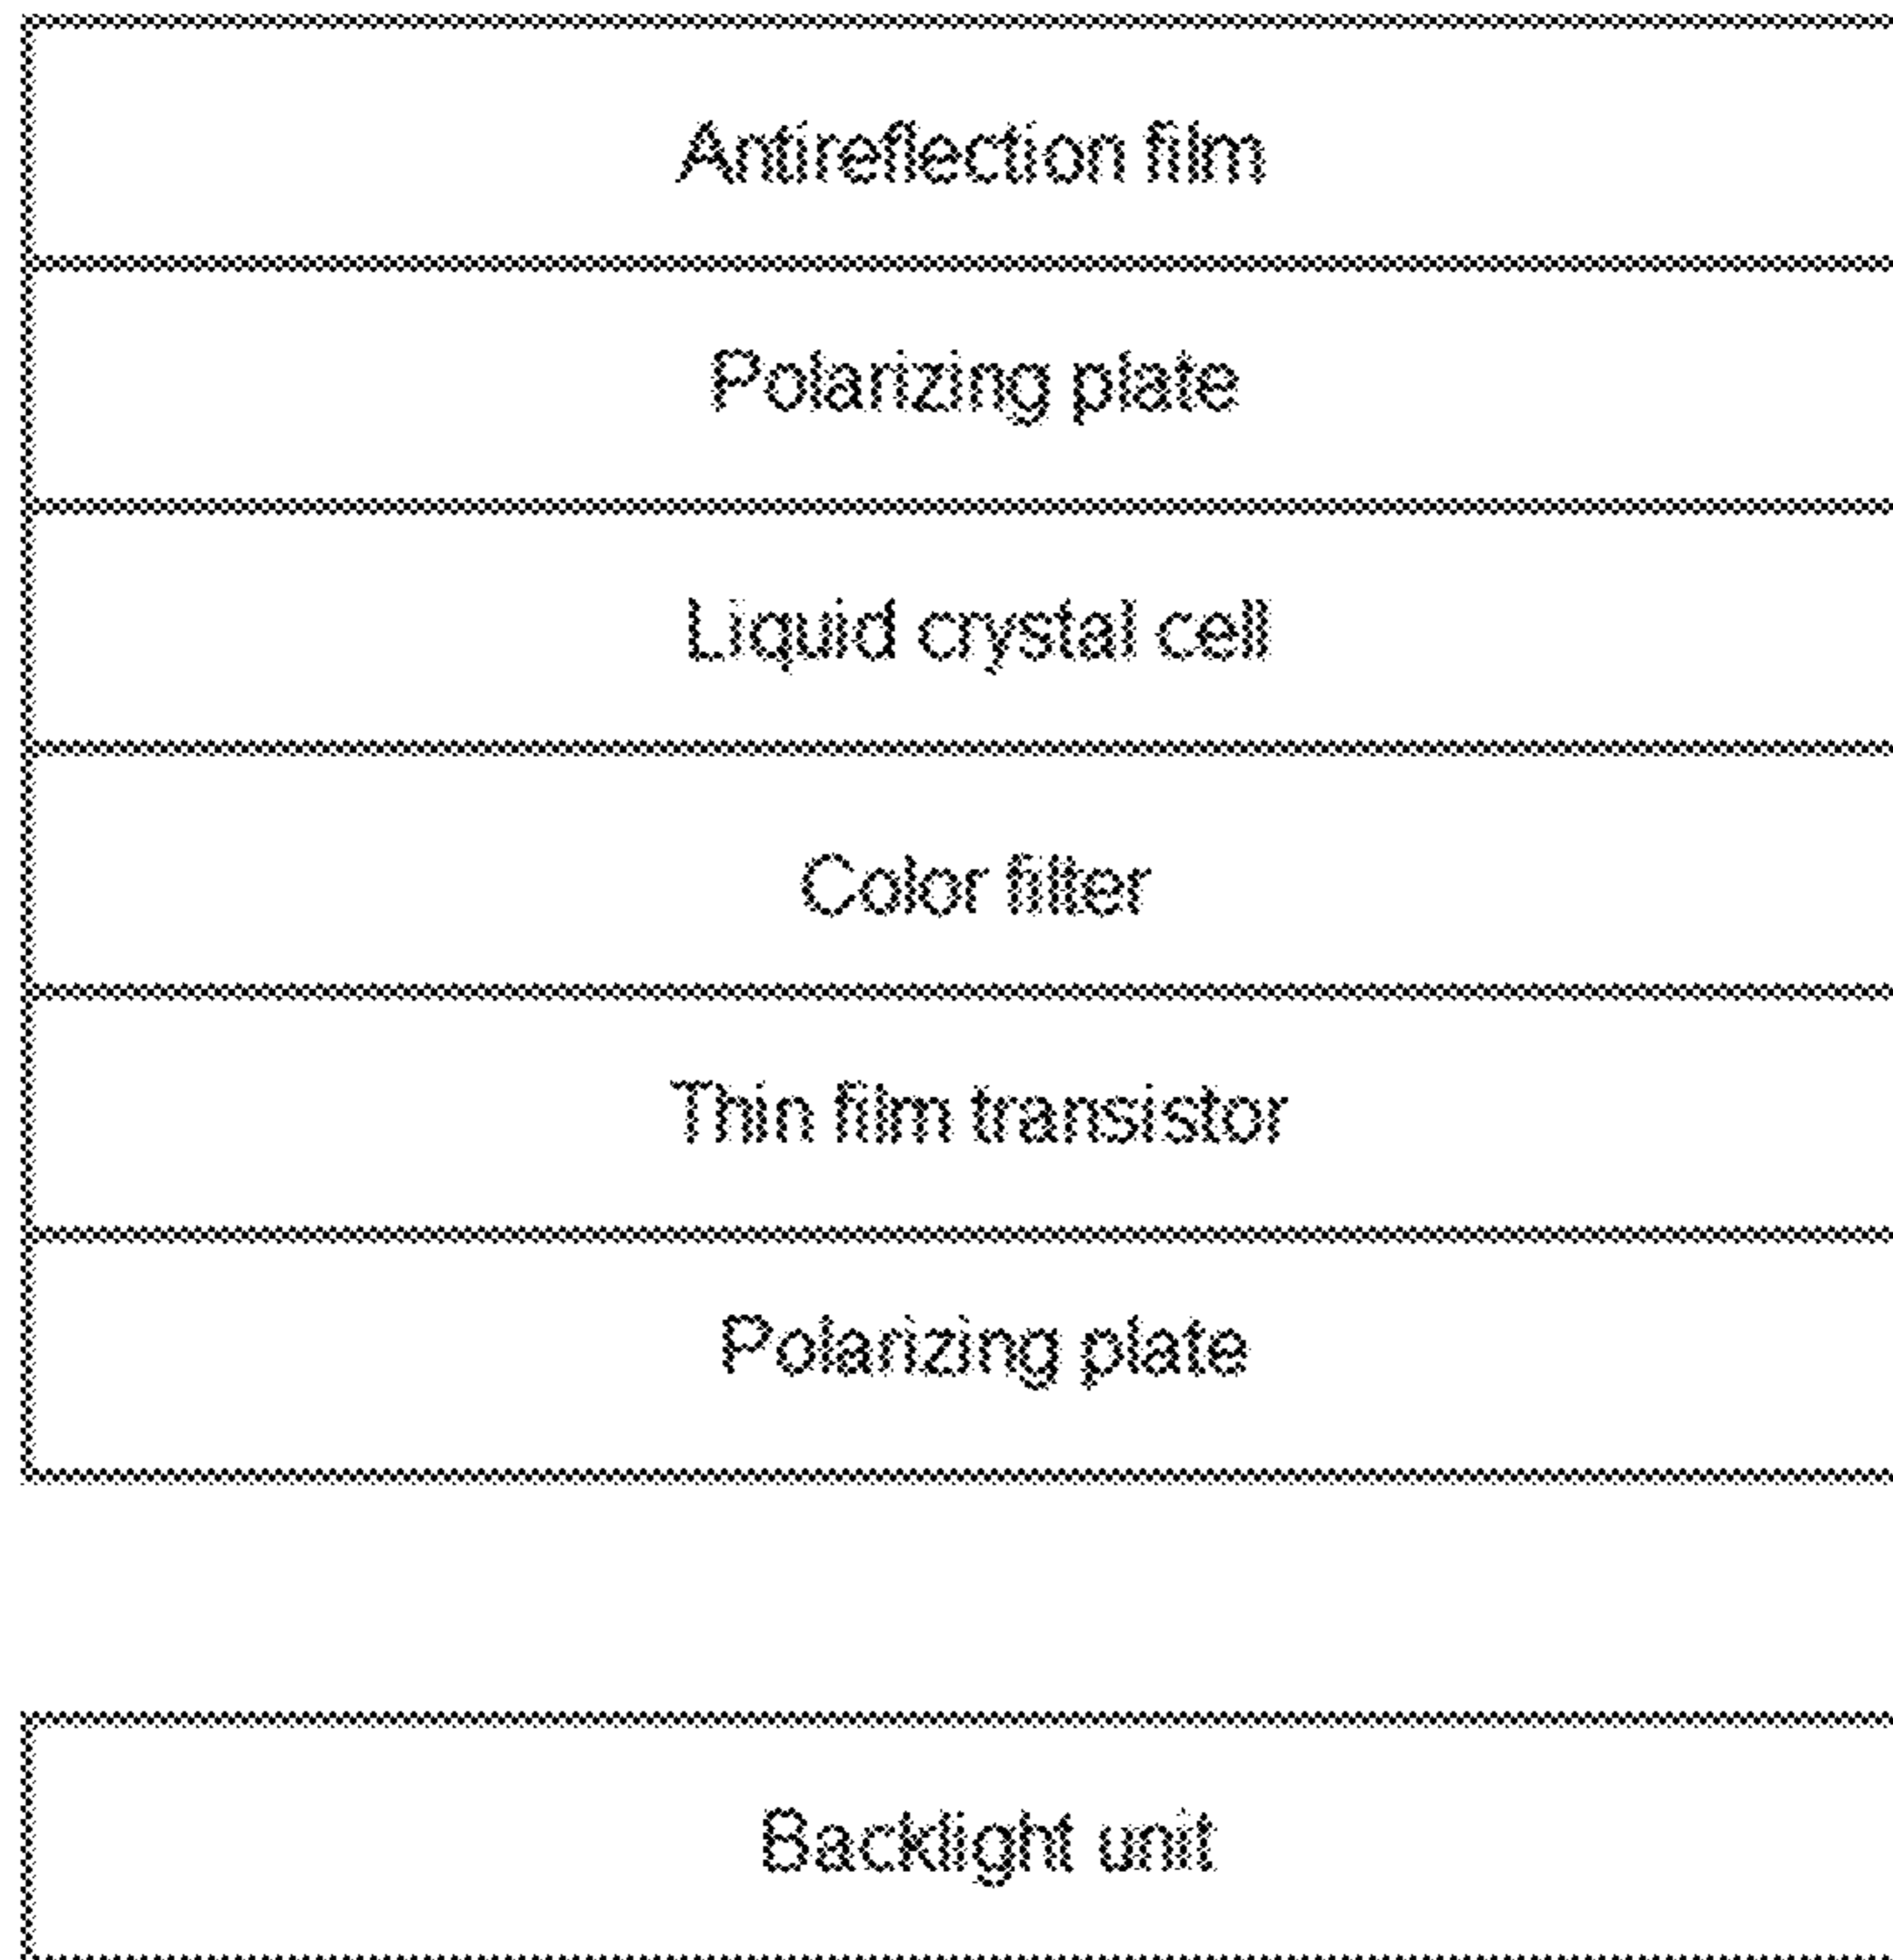 Antireflection film
Polarizing plate
Liquid crystal cell
Color filter
Thin film transistor
Polarizing plate
Backlight unit